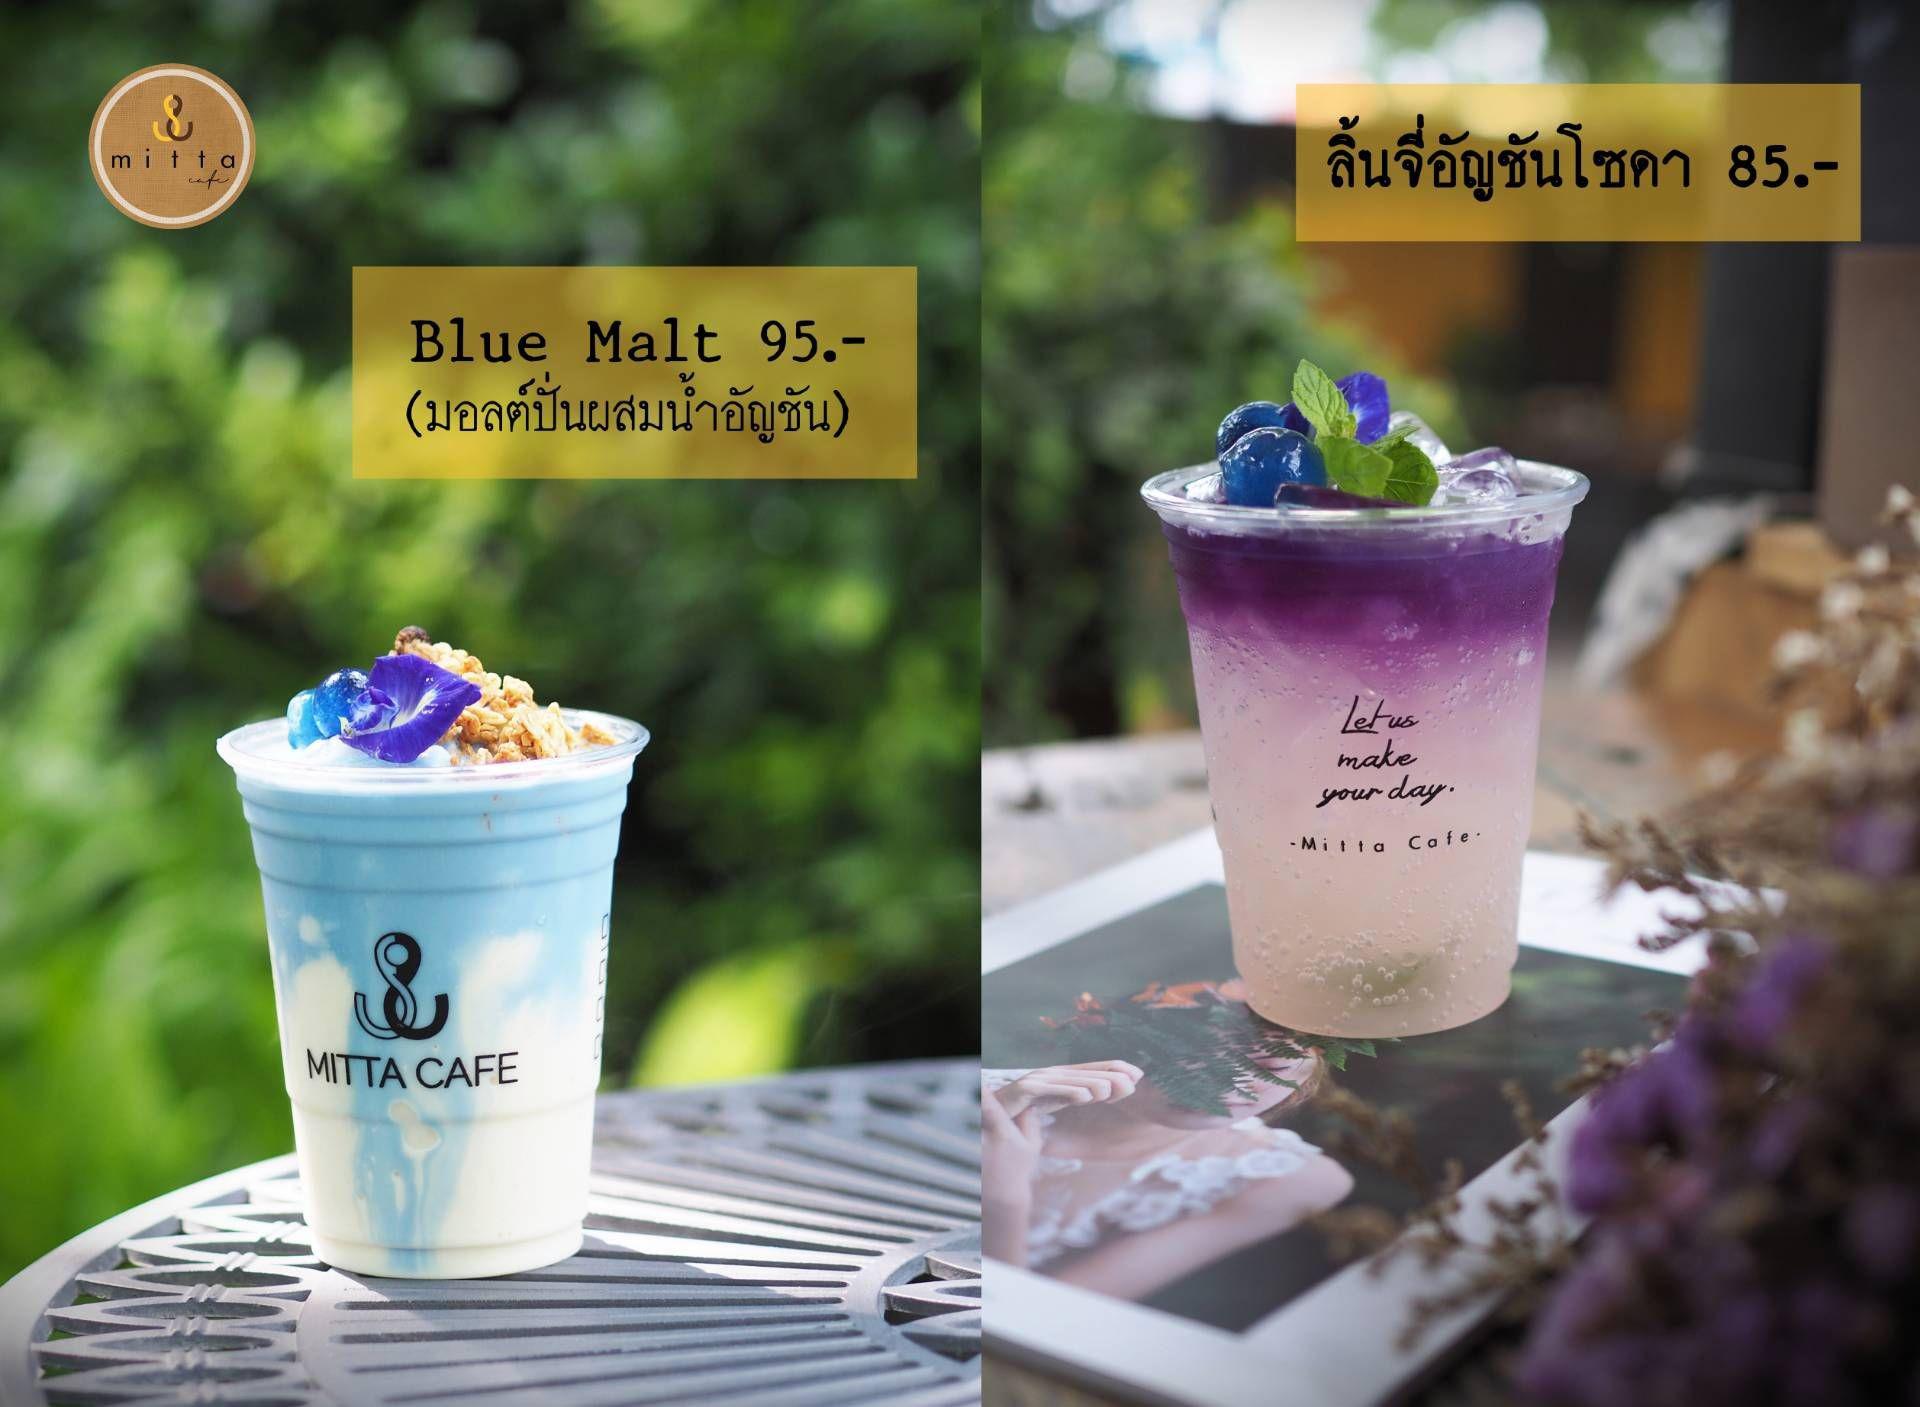 mitta
cafe
Blue Malt 95.-
(มอลต์ปั่นผสมน้ำอัญชัน)
MITTA CAFE
ลิ้นจี่อัญชันโซดา 85.-
Let us
make
your day.
-Mitta Cafe-